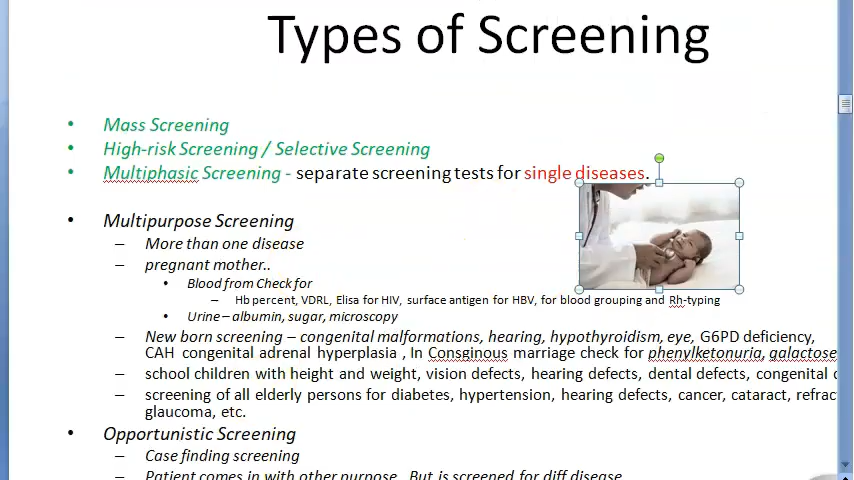 Types of Screening
• Mass Screening
• High-risk Screening / Selective Screening
• Multiphasic Screening - separate screening tests for single diseases.
• Multipurpose Screening
– More than one disease
– pregnant mother..
• Blood from Check for
– Hb percent, VDRL, Elisa for HIV, surface antigen for HBV, for blood grouping and Rh-typing
• Urine – albumin, sugar, microscopy
– New born screening – congenital malformations, hearing, hypothyroidism, eye, G6PD deficiency,
CAH congenital adrenal hyperplasia , In Consginous marriage check for phenylketonuria, galactose
– school children with height and weight, vision defects, hearing defects, dental defects, congenital
– screening of all elderly persons for diabetes, hypertension, hearing defects, cancer, cataract, refrac
glaucoma, etc.
• Opportunistic Screening
– Case finding screening
– Patient comes in with other purpose.. But is screened for diff disease